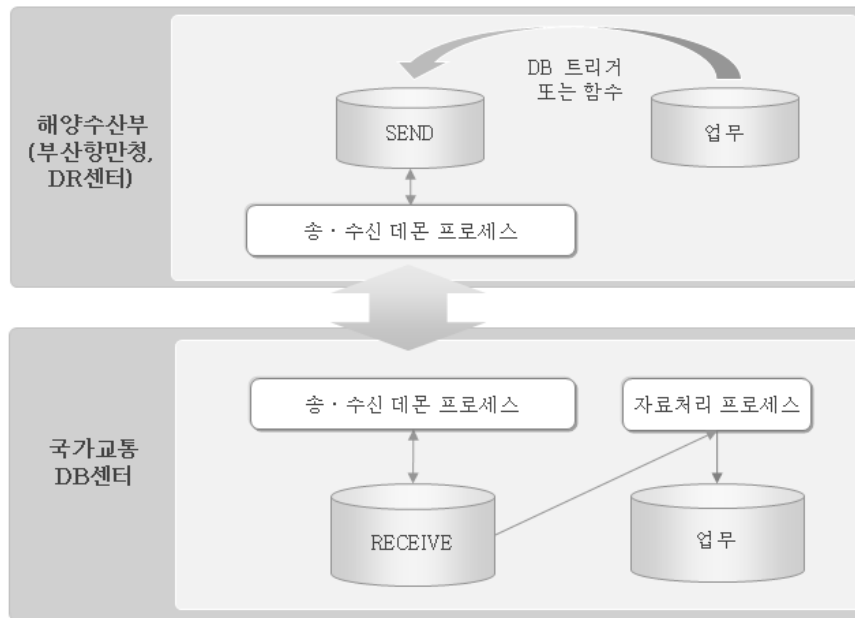 해양수산부
(부산항만청,
DR센터)
DB 트리거
또는 함수
SEND
업무
송 · 수신 데몬 프로세스
국가교통
DB센터
송 · 수신 데몬 프로세스
자료처리 프로세스
RECEIVE
업무